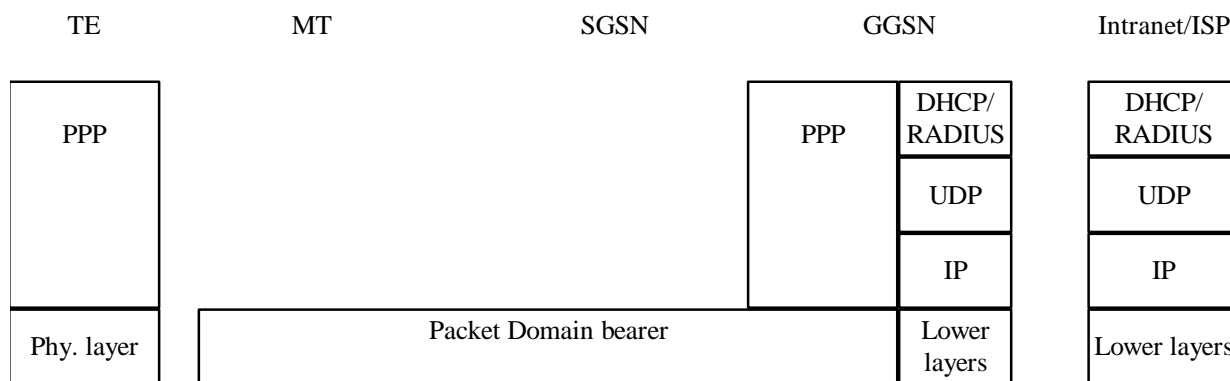 TE MT SGSN GGSN Intranet/ISP
PPP PPP DHCP/ DHCP/
RADIUS RADIUS
UDP UDP
IP IP
Phy. layer Packet Domain bearer Lower Lower layers
layers